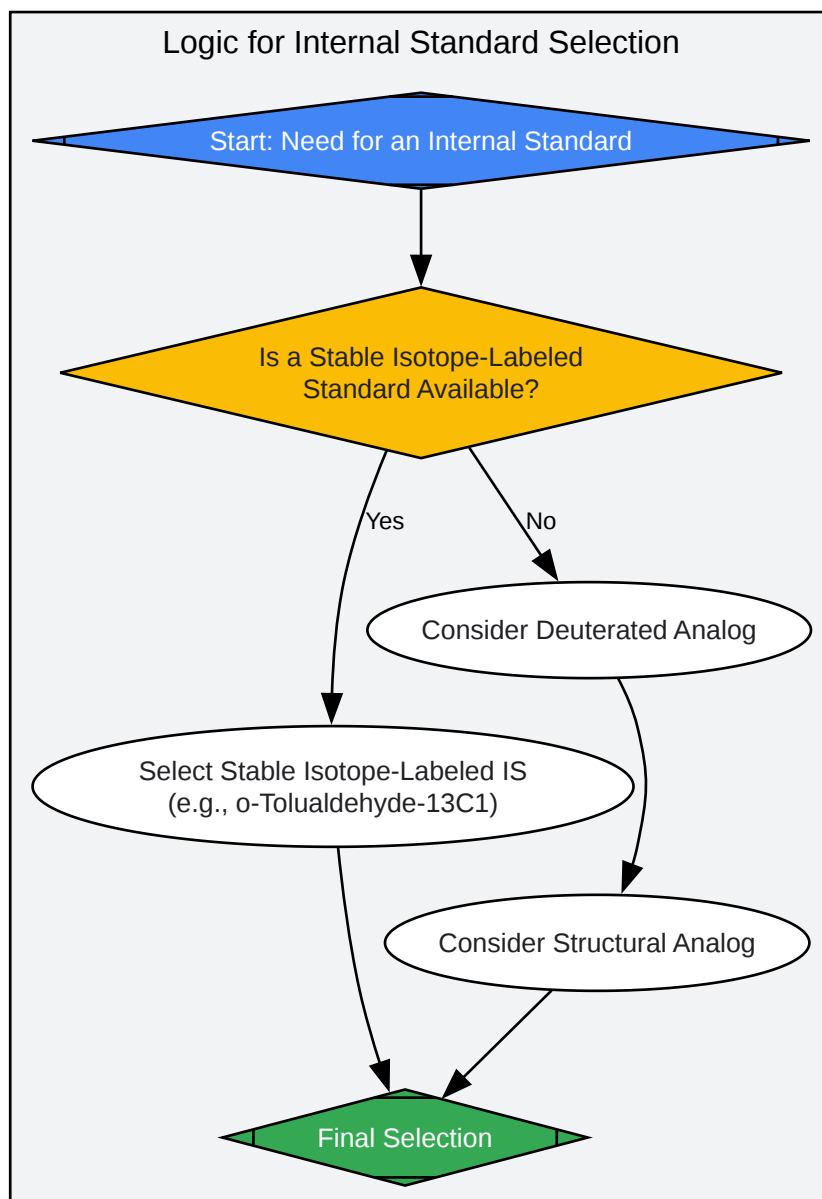 Logic for Internal Standard Selection
Start: Need for an Internal Standard
Is a Stable Isotope-Labeled
Standard Available?
Yes
No
Consider Deuterated Analog
Select Stable Isotope-Labeled IS
(e.g., o-Tolualdehyde-13C1)
Consider Structural Analog
Final Selection